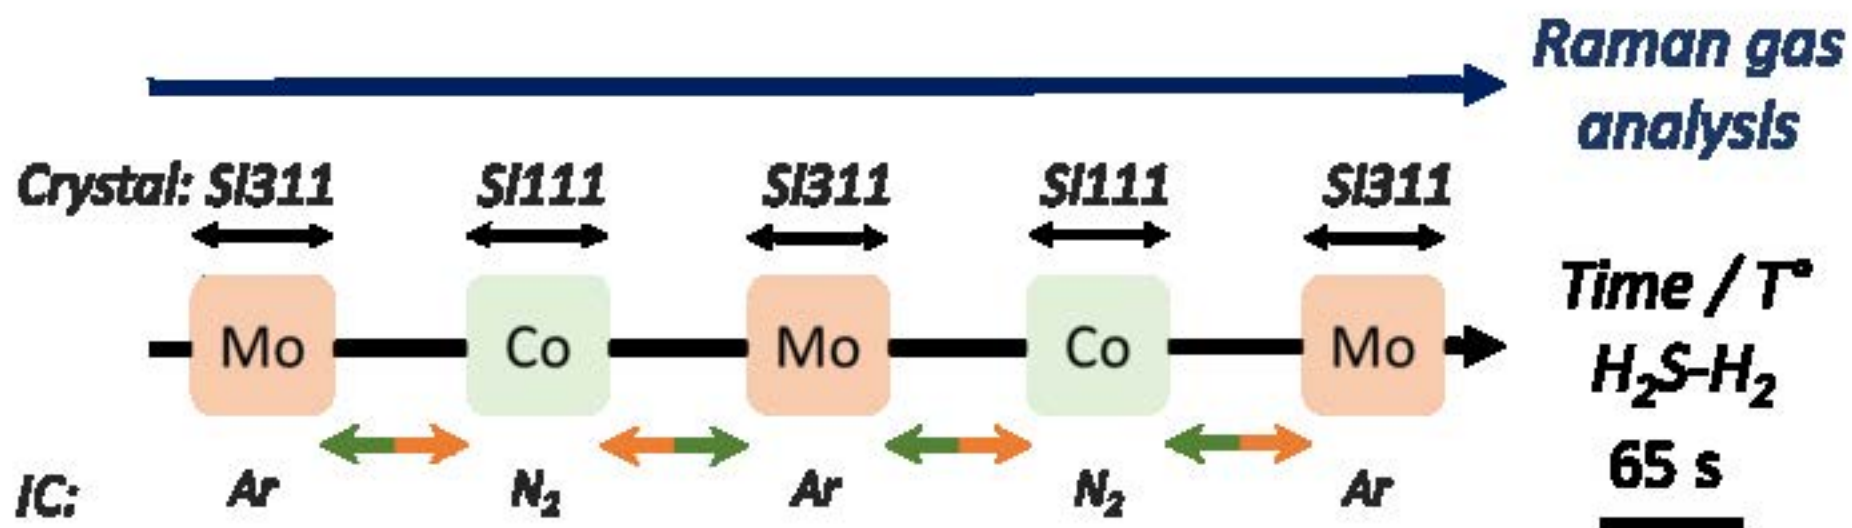 Raman gas
analysis
Crystal: Si311 Si111 Si311 Si111 Si311
Time / T°
Mo Co Mo Co Mo
H₂S-H₂
65 s
IC: Ar N₂ Ar N₂ Ar